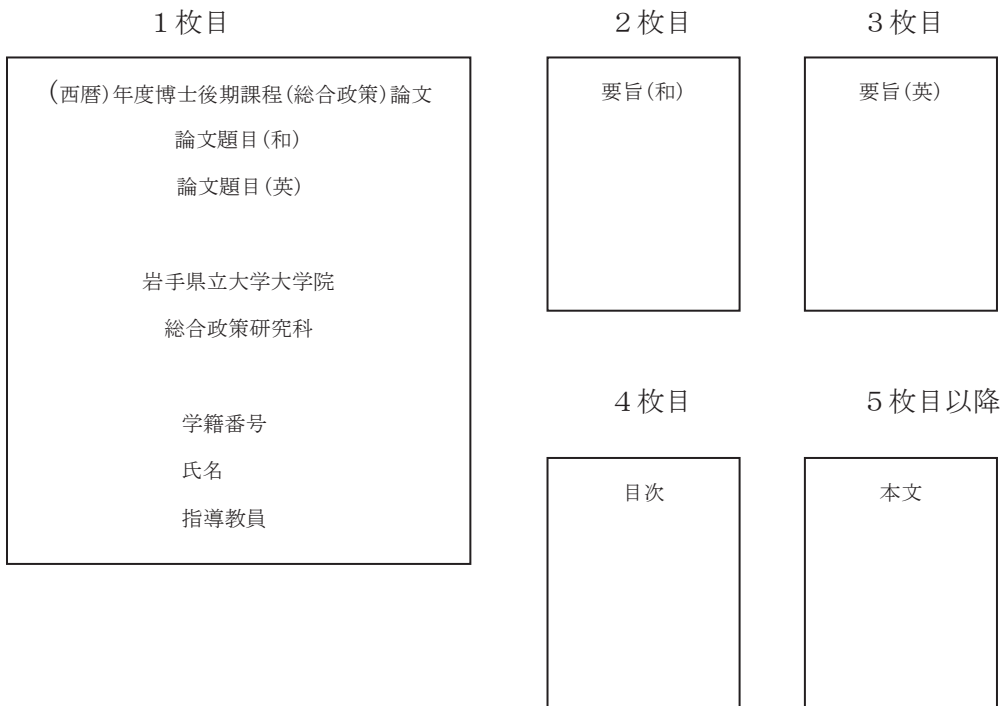 １枚目
(西暦)年度博士後期課程(総合政策)論文
論文題目(和)
論文題目(英)
岩手県立大学大学院
総合政策研究科
学籍番号
氏名
指導教員
２枚目
要旨(和)
３枚目
要旨(英)
４枚目
目次
５枚目以降
本文